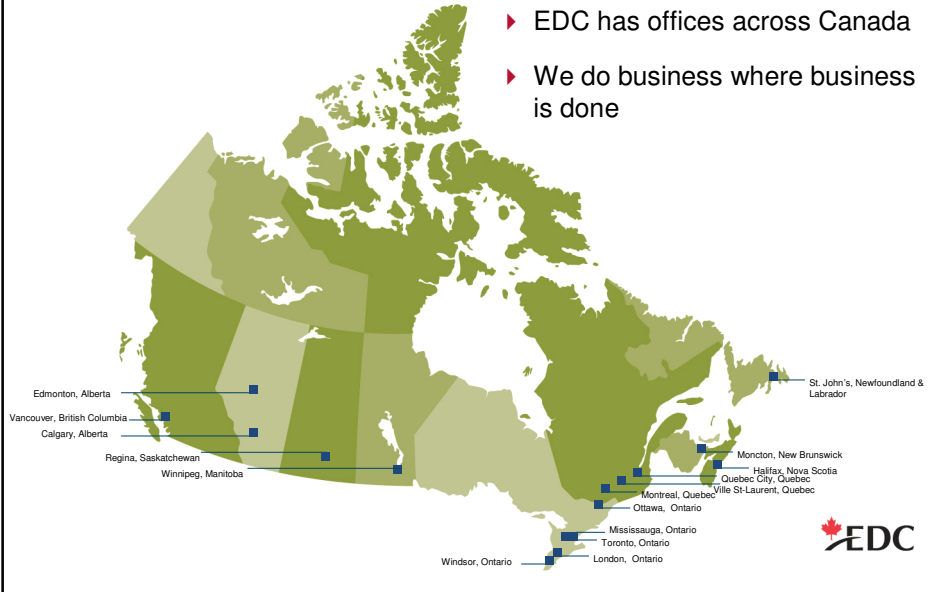 EDC has offices across Canada
We do business where business
is done
St. John's, Newfoundland &
Labrador
Edmonton, Alberta
Vancouver, British Columbia
Calgary, Alberta
Regina, Saskatchewan
Winnipeg, Manitoba
Moncton, New Brunswick
Halifax, Nova Scotia
Quebec City, Quebec
Ville St-Laurent, Quebec
Montreal, Quebec
Ottawa, Ontario
Mississauga, Ontario
Toronto, Ontario
London, Ontario
Windsor, Ontario
EDC